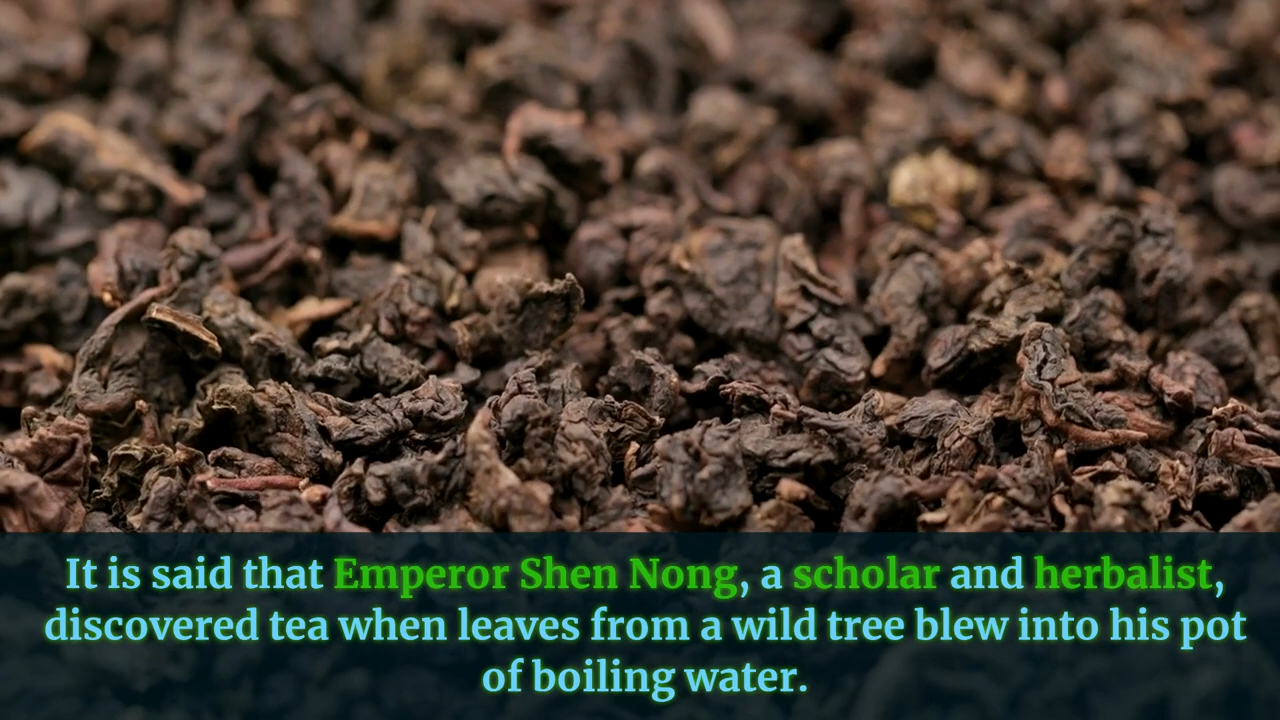 It is said that Emperor Shen Nong, a scholar and herbalist,
discovered tea when leaves from a wild tree blew into his pot
of boiling water.